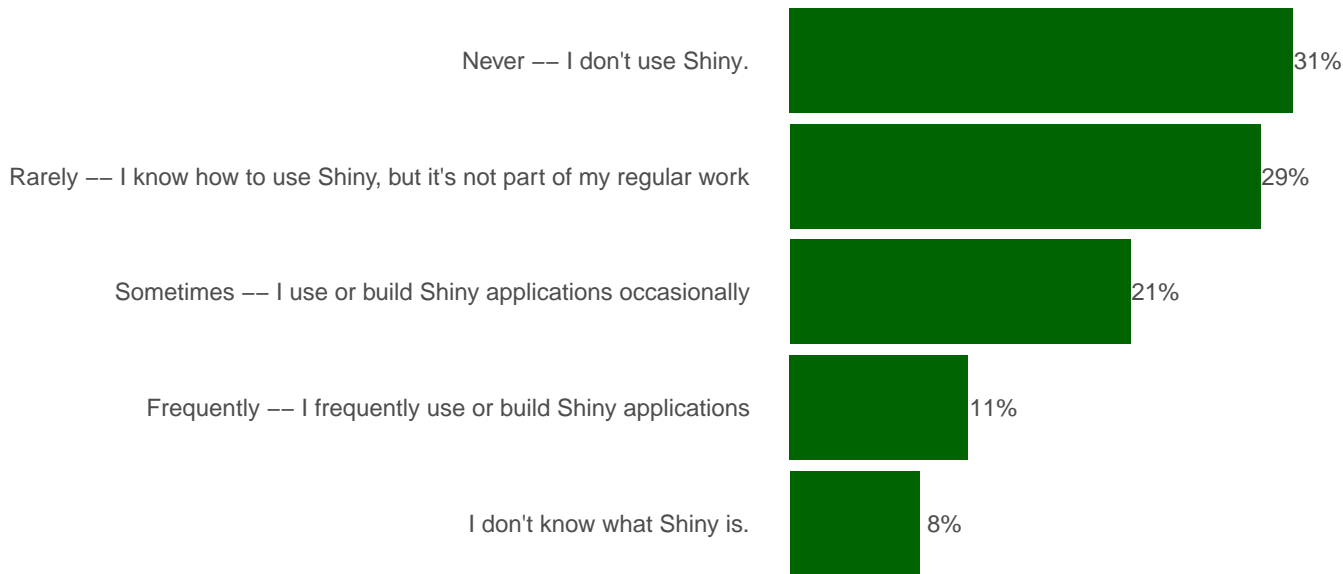 Never –– I don't use Shiny. 31%
Rarely –– I know how to use Shiny, but it's not part of my regular work 29%
Sometimes –– I use or build Shiny applications occasionally 21%
Frequently –– I frequently use or build Shiny applications 11%
I don't know what Shiny is. 8%